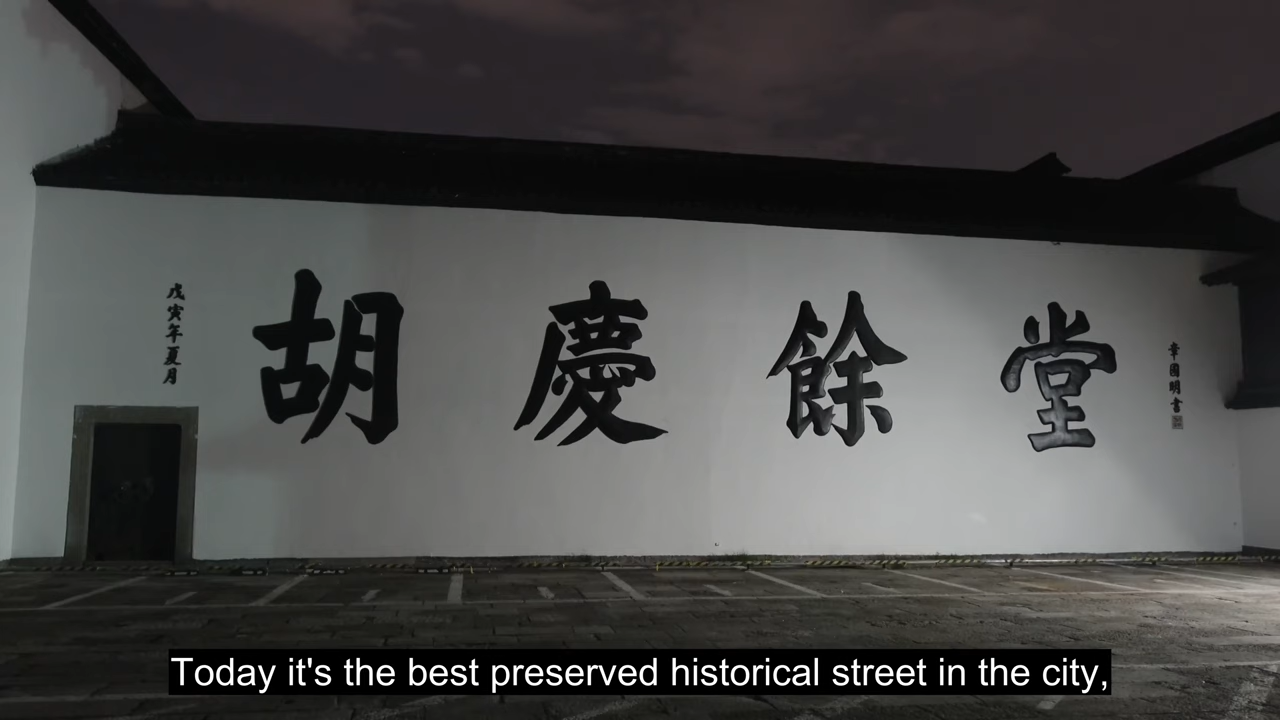 戊寅年夏月
胡慶餘堂
Today it's the best preserved historical street in the city,